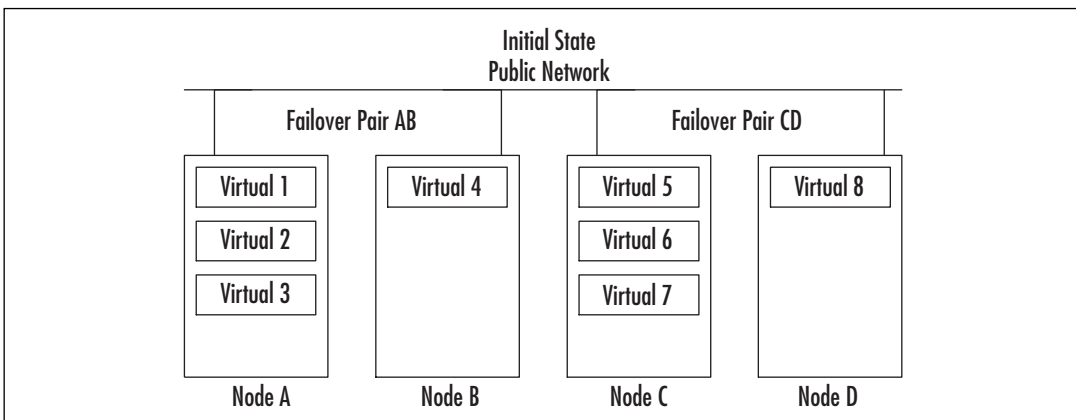 Initial State
Public Network
Failover Pair AB
Failover Pair CD
Virtual 1
Virtual 4
Virtual 5
Virtual 8
Virtual 2
Virtual 6
Virtual 3
Virtual 7
Node A
Node B
Node C
Node D